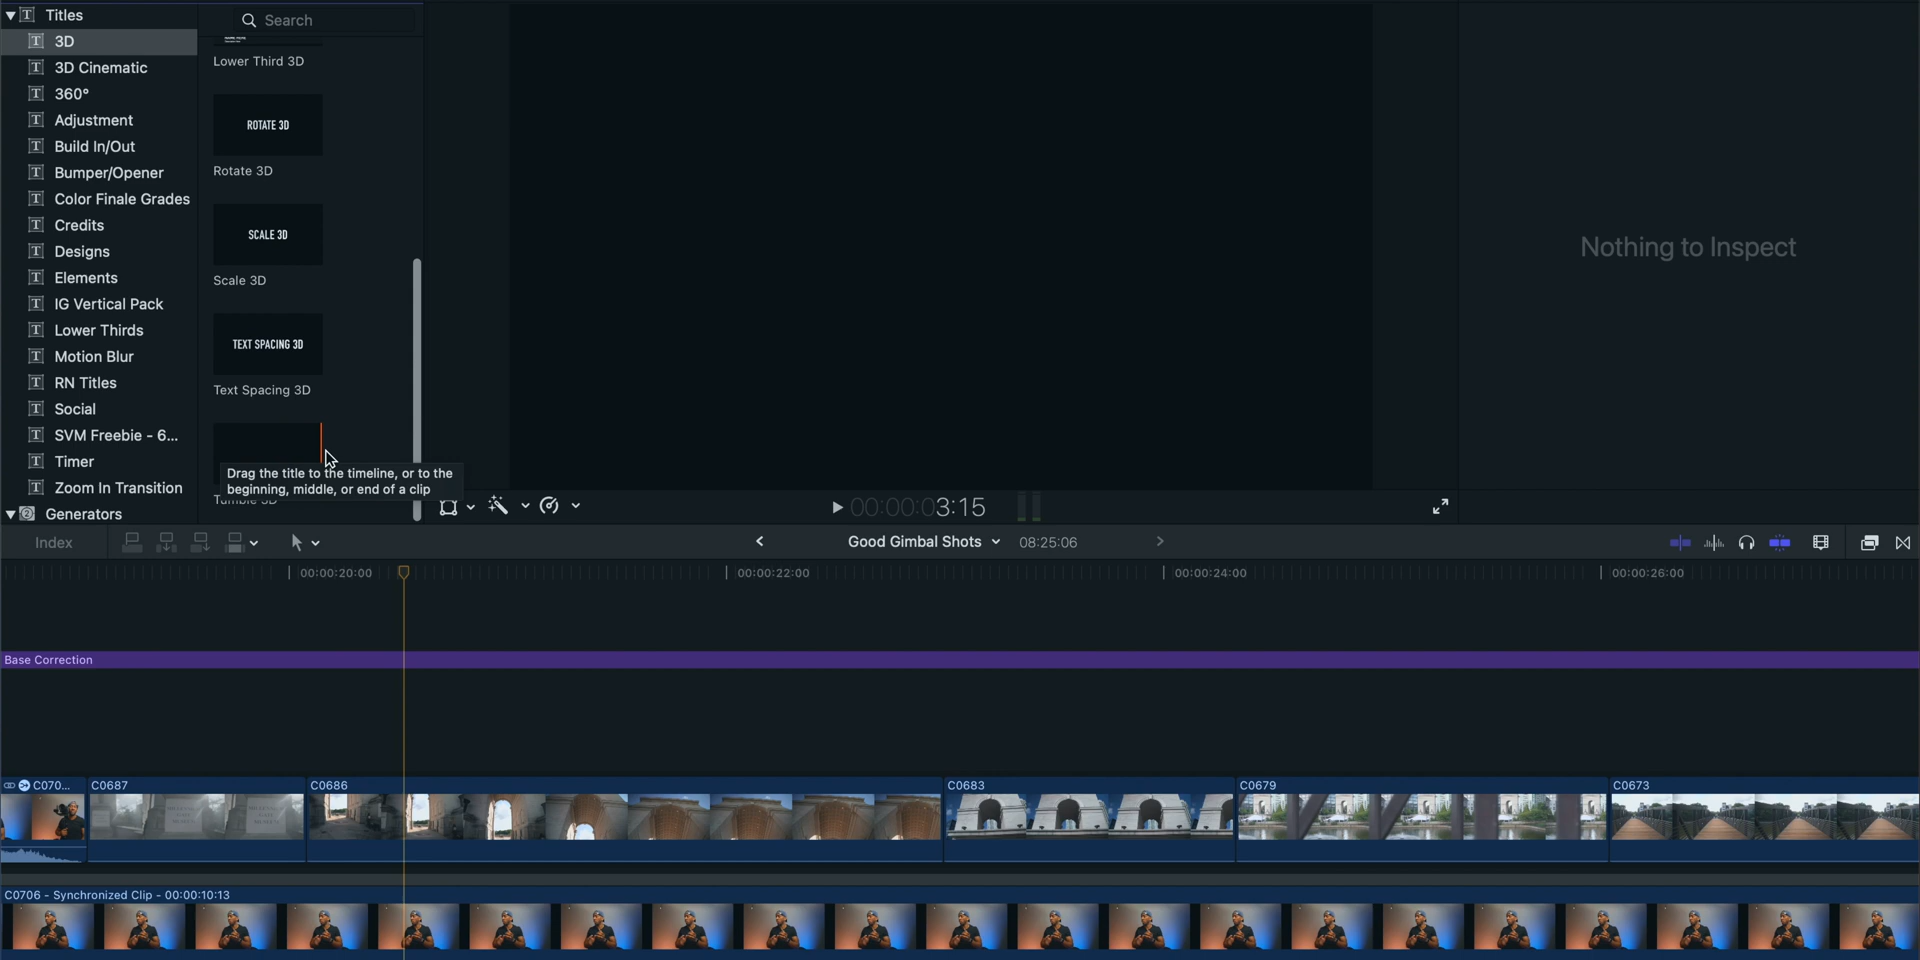 Titles
Search
3D
Lower Third 3D
3D Cinematic
360°
Adjustment
ROTATE 3D
Build In/Out
Rotate 3D
Bumper/Opener
Color Finale Grades
Credits
SCALE 3D
Designs
Elements
Scale 3D
IG Vertical Pack
Lower Thirds
TEXT SPACING 3D
Motion Blur
RN Titles
Text Spacing 3D
Social
SVM Freebie - 6...
Timer
Drag the title to the timeline, or to the
beginning, middle, or end of a clip
Zoom In Transition
Tumble 3D
Generators
Nothing to Inspect
00:00:03:15
Index
Good Gimbal Shots
08:25:06
00:00:20:00
00:00:22:00
00:00:24:00
00:00:26:00
Base Correction
C070...
C0687
C0686
C0683
C0679
C0673
C0706 - Synchronized Clip - 00:00:10:13